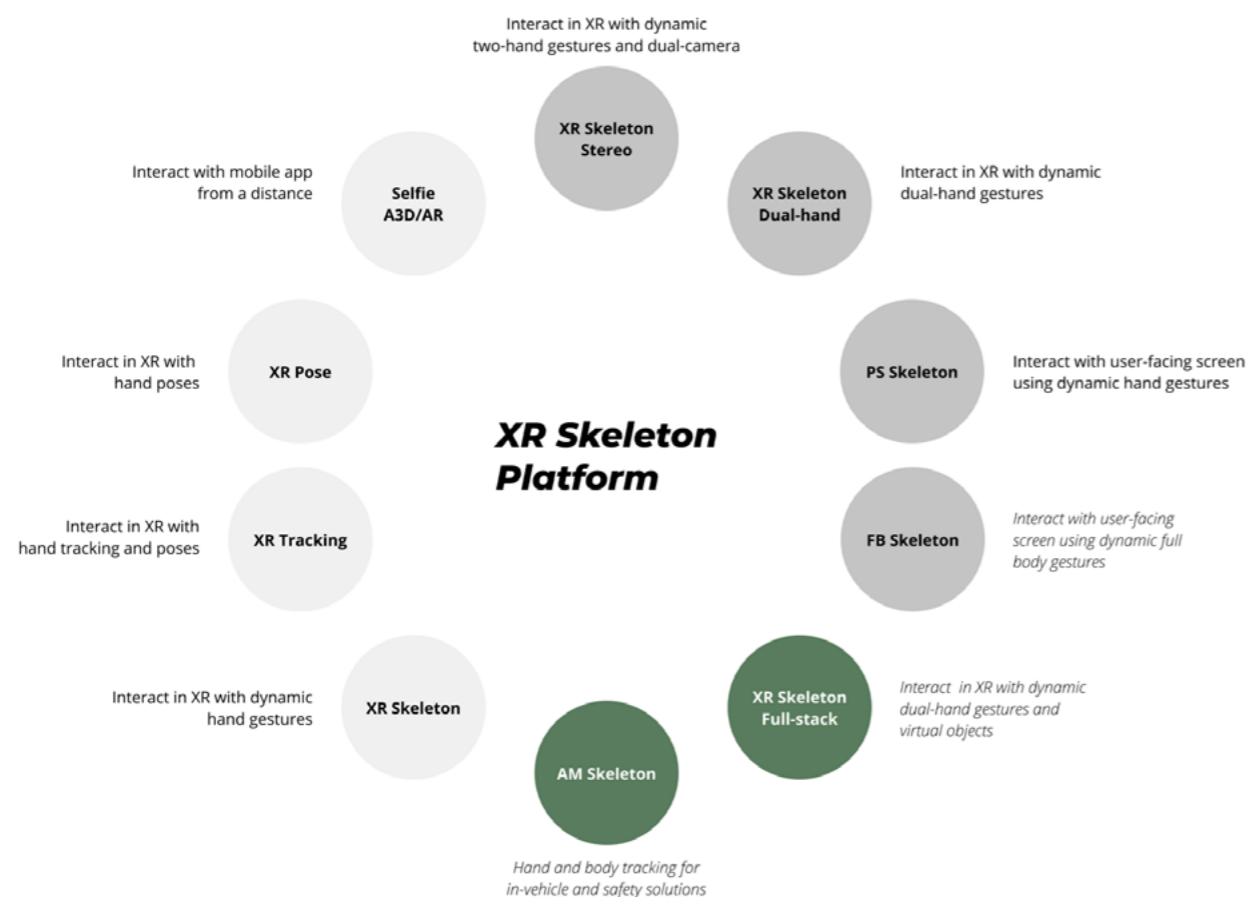 Interact in XR with dynamic
two-hand gestures and dual-camera
XR Skeleton
Stereo
Interact with mobile app
from a distance
Selfie
A3D/AR
XR Skeleton
Dual-hand
Interact in XR with dynamic
dual-hand gestures
Interact in XR with
hand poses
XR Pose
PS Skeleton
Interact with user-facing screen
using dynamic hand gestures
XR Skeleton
Platform
Interact in XR with
hand tracking and poses
XR Tracking
FB Skeleton
Interact with user-facing
screen using dynamic full
body gestures
Interact in XR with dynamic
hand gestures
XR Skeleton
XR Skeleton
Full-stack
Interact in XR with dynamic
dual-hand gestures and
virtual objects
AM Skeleton
Hand and body tracking for
in-vehicle and safety solutions